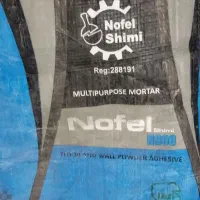 Nofel
Shimi
Reg:288191
MULTIPURPOSE MORTAR
Nofel
FLOOR AND WALL POWDER ADHESIVE